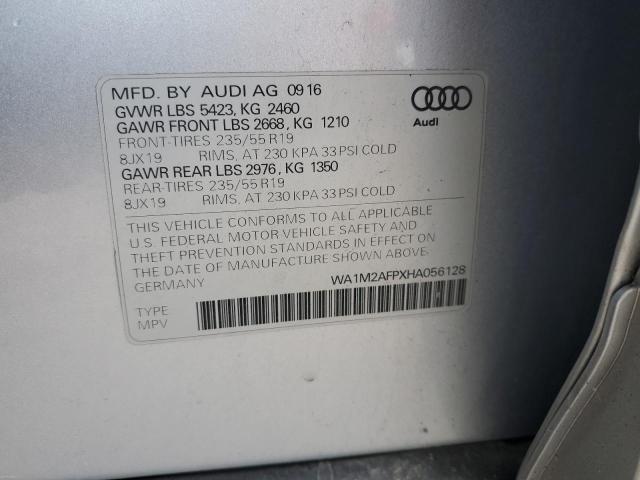 MFD. BY AUDI AG 09 16
GVWR LBS 5423, KG 2460
GAWR FRONT LBS 2668, KG 1210
FRONT-TIRES 235/55 R19
8JX19 RIMS, AT 230 KPA 33 PSI COLD
GAWR REAR LBS 2976, KG 1350
REAR-TIRES 235/55 R19
8JX19 RIMS, AT 230 KPA 33 PSI COLD
Audi
THIS VEHICLE CONFORMS TO ALL APPLICABLE
U.S. FEDERAL MOTOR VEHICLE SAFETY AND
THEFT PREVENTION STANDARDS IN EFFECT ON
THE DATE OF MANUFACTURE SHOWN ABOVE.
GERMANY
WA1M2AFPXHA056128
TYPE
MPV